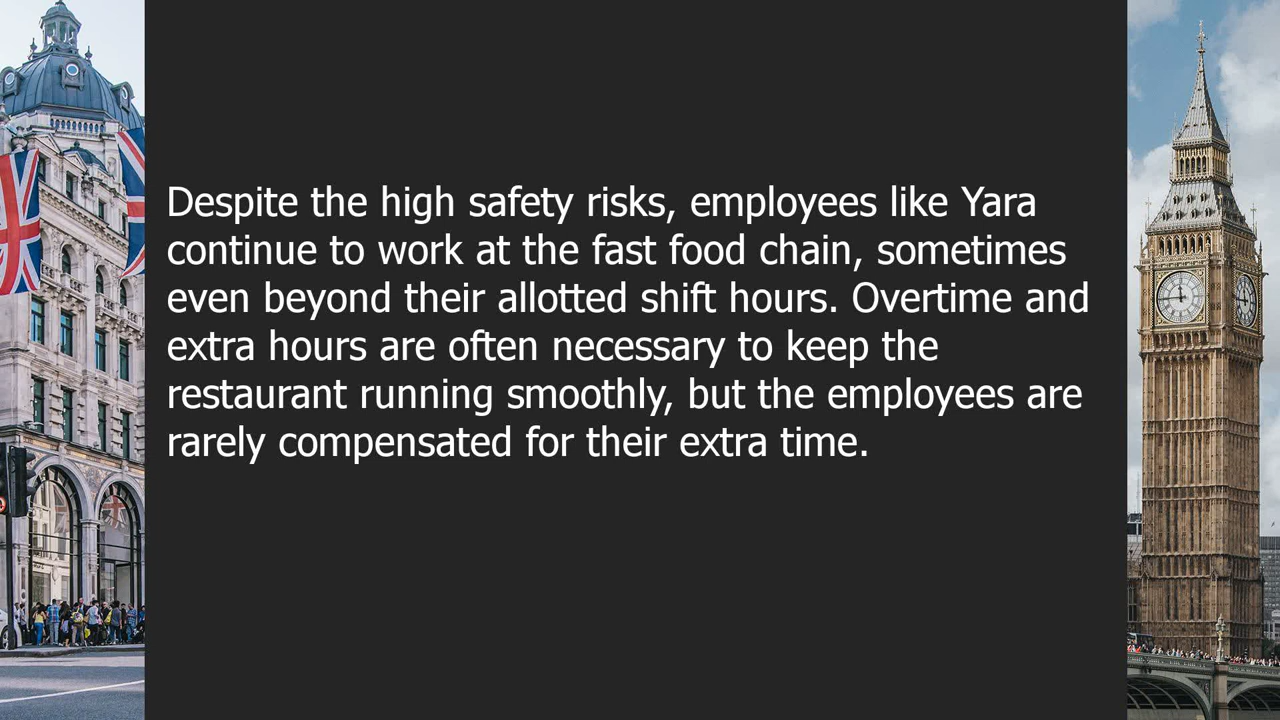 Despite the high safety risks, employees like Yara
continue to work at the fast food chain, sometimes
even beyond their allotted shift hours. Overtime and
extra hours are often necessary to keep the
restaurant running smoothly, but the employees are
rarely compensated for their extra time.